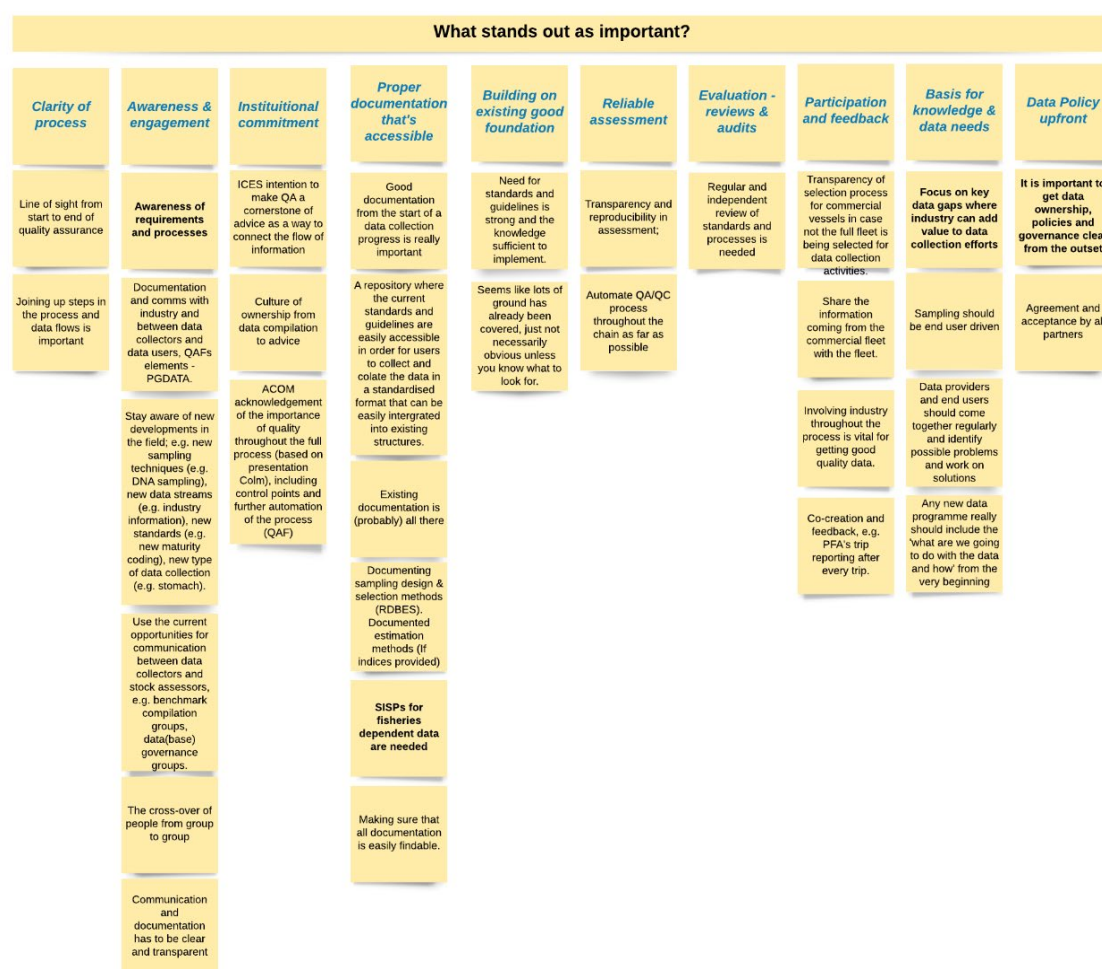 What stands out as important?
Clarity of
process
Line of sight from
start to end of
quality assurance
Joining up steps in
the process and
data flows is
important
Awareness &
engagement
Awareness of
requirements
and processes
Documentation
and comms with
industry and
between data
collectors and
data users, QAFs
elements -
PGDATA.
Stay aware of new
developments in
the field; e.g. new
sampling
techniques (e.g.
DNA sampling),
new data streams
(e.g. industry
information), new
standards (e.g.
new maturity
coding), new type
of data collection
(e.g. stomach).
Use the current
opportunities for
communication
between data
collectors and
stock assessors,
e.g. benchmark
compilation
groups,
data(base)
governance
groups.
The cross-over of
people from group
to group
Communication
and
documentation
has to be clear
and transparent
Instituitional
commitment
ICES intention to
make QA a
cornerstone of
advice as a way to
connect the flow of
information
Culture of
ownership from
data compilation
to advice
ACOM
acknowledgement
of the importance
of quality
throughout the full
process (based on
presentation
Colm), including
control points and
further automation
of the process
(QAF)
Proper
documentation
that's
accessible
Good
documentation
from the start of a
data collection
progress is really
important
A repository where
the current
standards and
guidelines are
easily accessible
in order for users
to collect and
colate the data in
a standardised
format that can be
easily intergrated
into existing
structures.
Existing
documentation is
(probably) all there
Documenting
sampling design &
selection methods
(RDBES).
Documented
estimation
methods (If
indices provided)
SISPs for
fisheries
dependent data
are needed
Making sure that
all documentation
is easily findable.
Building on
existing good
foundation
Need for
standards and
guidelines is
strong and the
knowledge
sufficient to
implement.
Seems like lots of
ground has
already been
covered, just not
necessarily
obvious unless
you know what to
look for.
Reliable
assessment
Transparency and
reproducibility in
assessment;
Automate QA/QC
process
throughout the
chain as far as
possible
Evaluation -
reviews &
audits
Regular and
independent
review of
standards and
processes is
needed
Participation
and feedback
Transparency of
selection process
for commercial
vessels in case
not the full fleet is
being selected for
data collection
activities.
Share the
information
coming from the
commercial fleet
with the fleet.
Involving industry
throughout the
process is vital for
getting good
quality data.
Co-creation and
feedback, e.g.
PFA's trip
reporting after
every trip.
Basis for
knowledge &
data needs
Focus on key
data gaps where
industry can add
value to data
collection efforts
Sampling should
be end user driven
Data providers
and end users
should come
together regularly
and identify
possible problems
and work on
solutions
Any new data
programme really
should include the
'what are we going
to do with the data
and how' from the
very beginning
Data Policy
upfront
It is important to
get data
ownership,
policies and
governance clea
from the outset
Agreement and
acceptance by al
partners